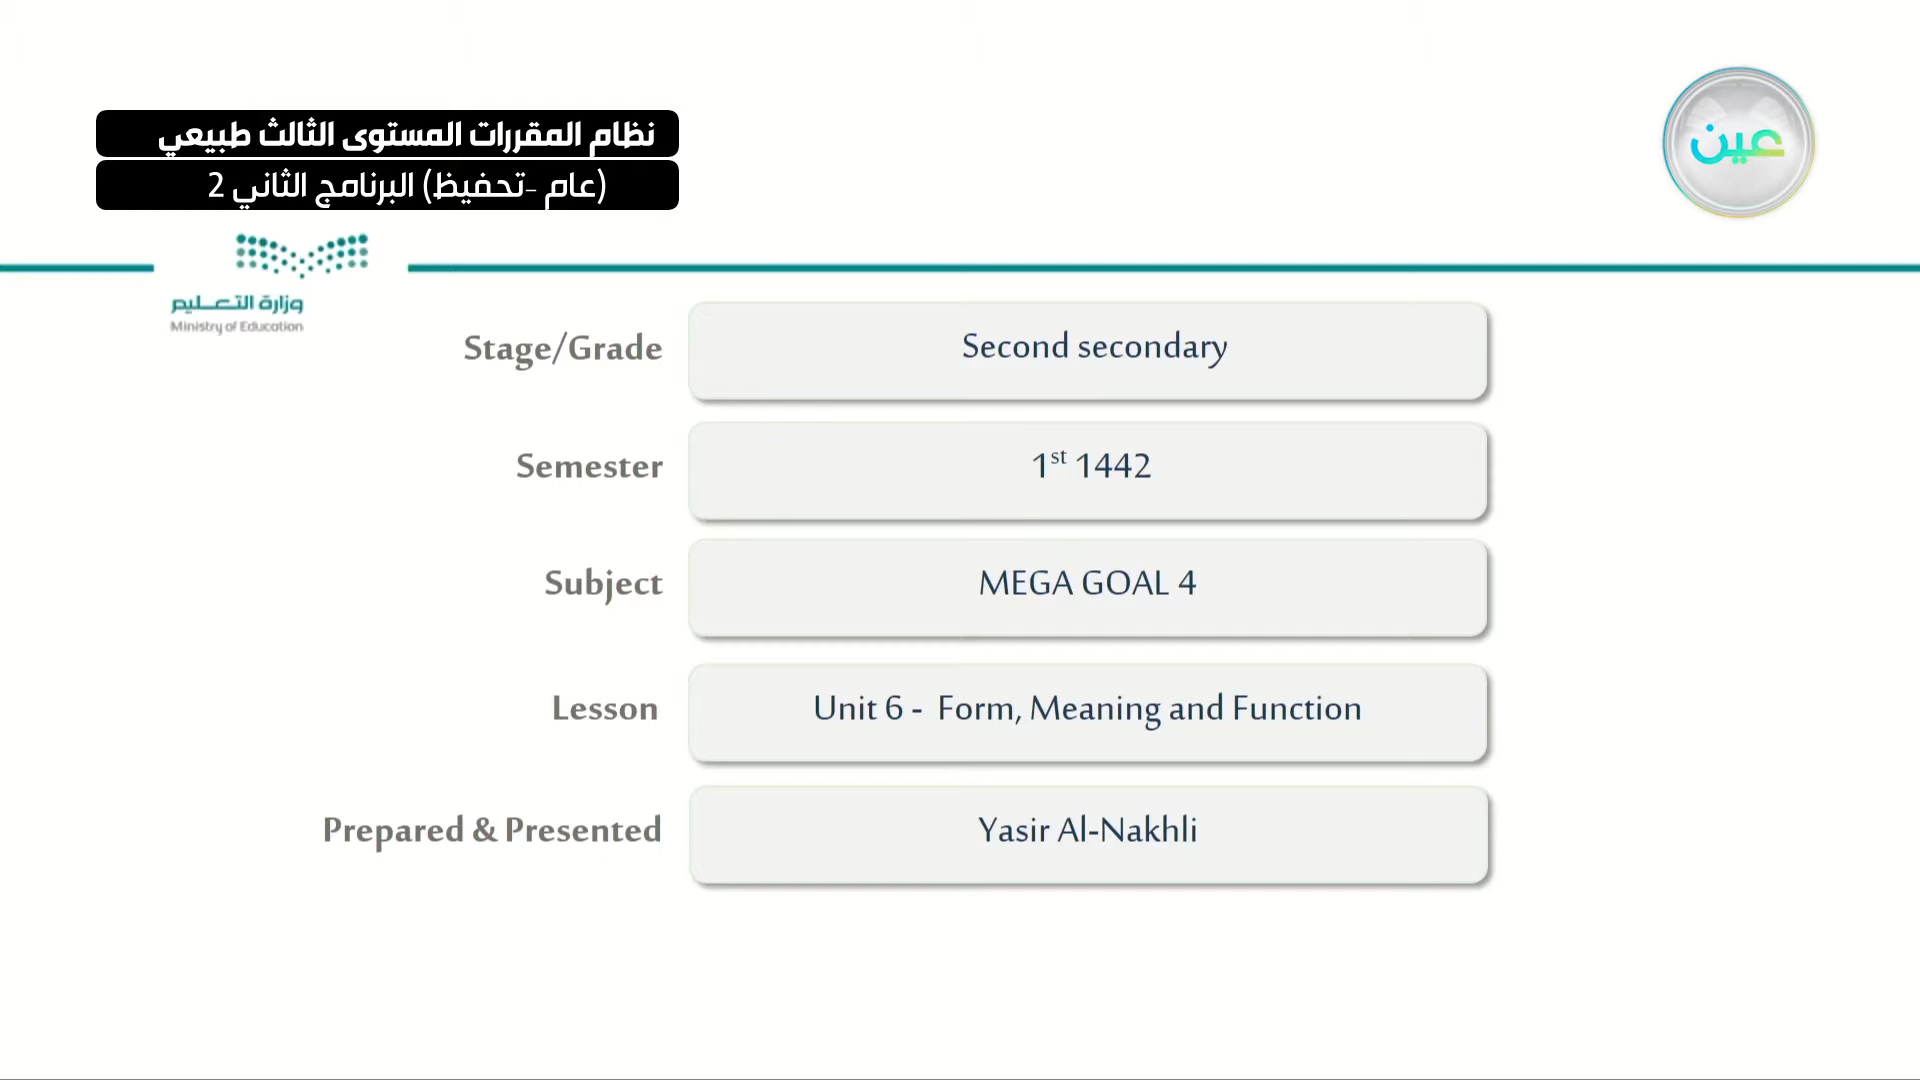 نظام المقررات المستوى الثالث طبيعي
(عام -تحفيظ) البرنامج الثاني 2
عين
وزارة التعليم
Ministry of Education
Stage/Grade Second secondary
Semester 1st 1442
Subject MEGA GOAL 4
Lesson Unit 6 - Form, Meaning and Function
Prepared & Presented Yasir Al-Nakhli